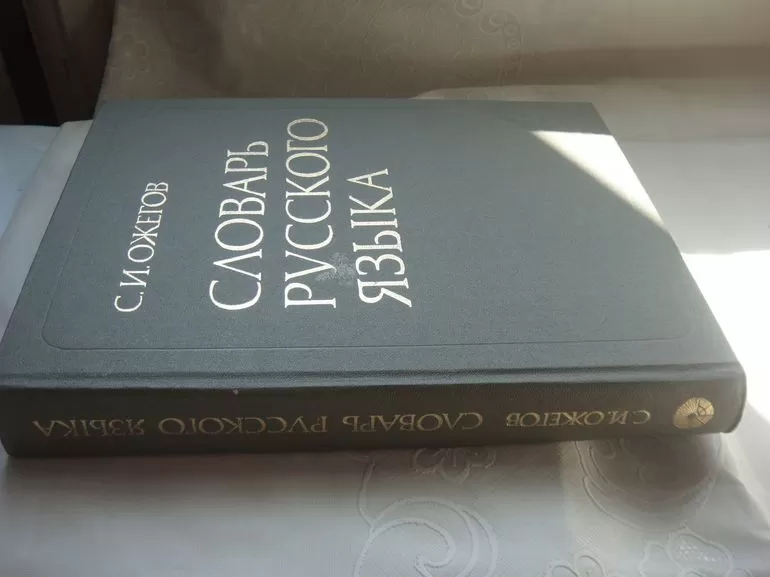 С.И.ОЖЕГОВ
СЛОВАРЬ
РУССКОГО
ЯЗЫКА
С.И.ОЖЕГОВ СЛОВАРЬ РУССКОГО ЯЗЫКА